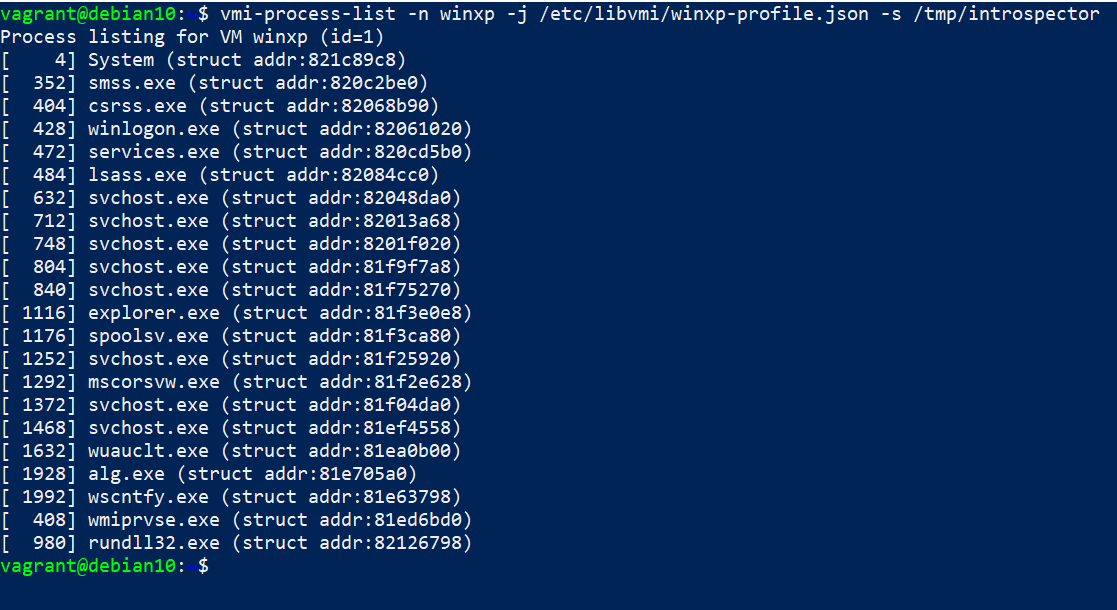 vagrant@debian10:~$ vmi-process-list -n winxp -j /etc/libvmi/winxp-profile.json -s /tmp/introspector
Process listing for VM winxp (id=1)
[    4] System (struct addr:821c89c8)
[  352] smss.exe (struct addr:820c2be0)
[  404] csrss.exe (struct addr:82068b90)
[  428] winlogon.exe (struct addr:82061020)
[  472] services.exe (struct addr:820cd5b0)
[  484] lsass.exe (struct addr:82084cc0)
[  632] svchost.exe (struct addr:82048da0)
[  712] svchost.exe (struct addr:82013a68)
[  748] svchost.exe (struct addr:8201f020)
[  804] svchost.exe (struct addr:81f9f7a8)
[  840] svchost.exe (struct addr:81f75270)
[ 1116] explorer.exe (struct addr:81f3e0e8)
[ 1176] spoolsv.exe (struct addr:81f3ca80)
[ 1252] svchost.exe (struct addr:81f25920)
[ 1292] mscorsvw.exe (struct addr:81f2e628)
[ 1372] svchost.exe (struct addr:81f04da0)
[ 1468] svchost.exe (struct addr:81ef4558)
[ 1632] wuauclt.exe (struct addr:81ea0b00)
[ 1928] alg.exe (struct addr:81e705a0)
[ 1992] wscntfy.exe (struct addr:81e63798)
[  408] wmiprvse.exe (struct addr:81ed6bd0)
[  980] rundll32.exe (struct addr:82126798)
vagrant@debian10:~$